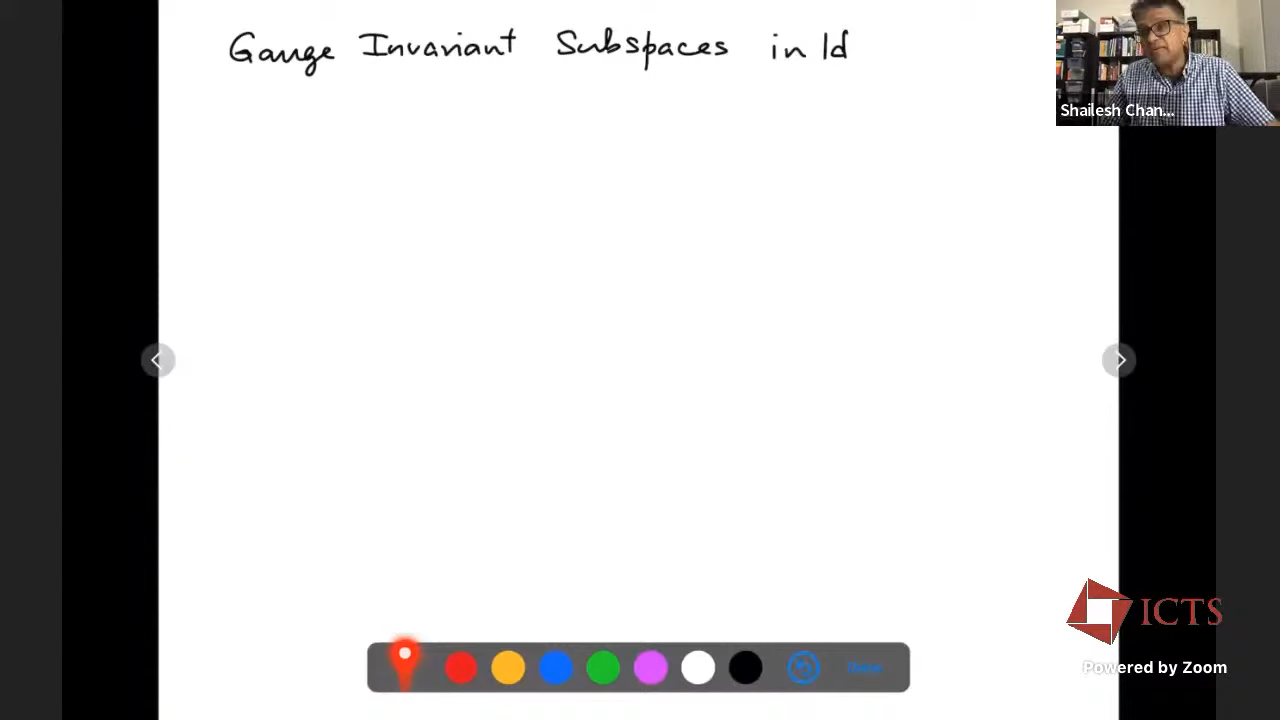 Gauge Invariant Subspaces in 1d
Shailesh Chan...
ICTS
Powered by Zoom